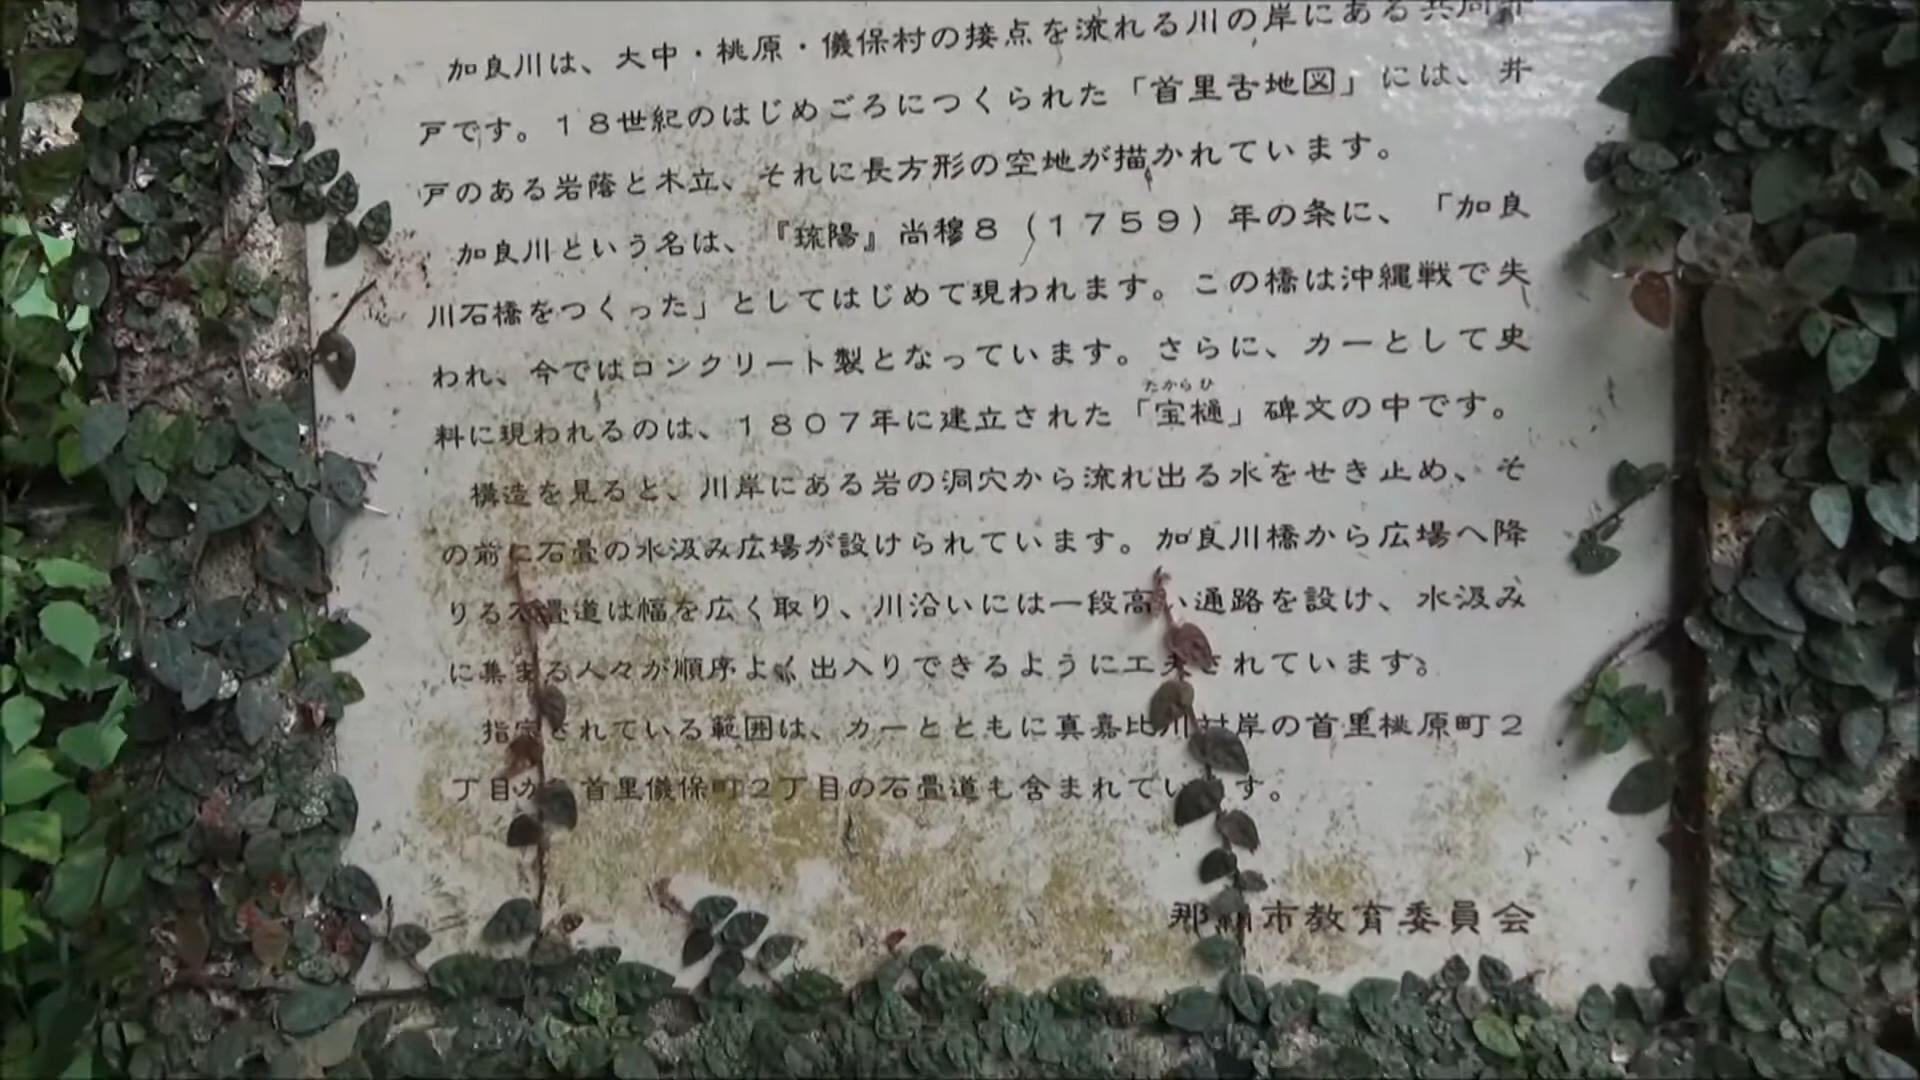 加良川は、大中・桃原・儀保村の接点を流れる川の岸にある共同井
戸です。18世紀のはじめごろにつくられた「首里古地図」には、井
戸のある岩蔭と木立、それに長方形の空地が描かれています。
加良川という名は、『琉陽』尚穆8(1759)年の条に、「加良
川石橋をつくった」としてはじめて現われます。この橋は沖縄戦で失
われ、今ではコンクリート製となっています。さらに、カーとして史
たからひ
料に現われるのは、1807年に建立された「宝樋」碑文の中です。
構造を見ると、川岸にある岩の洞穴から流れ出る水をせき止め、そ
の前に石畳の水汲み広場が設けられています。加良川橋から広場へ降
りる石畳道は幅を広く取り、川沿いには一段高い通路を設け、水汲み
に集まる人々が順序よく出入りできるように工夫されています。
指定されている範囲は、カーとともに真嘉比川対岸の首里桃原町2
丁目から首里儀保町2丁目の石畳道も含まれています。
那覇市教育委員会